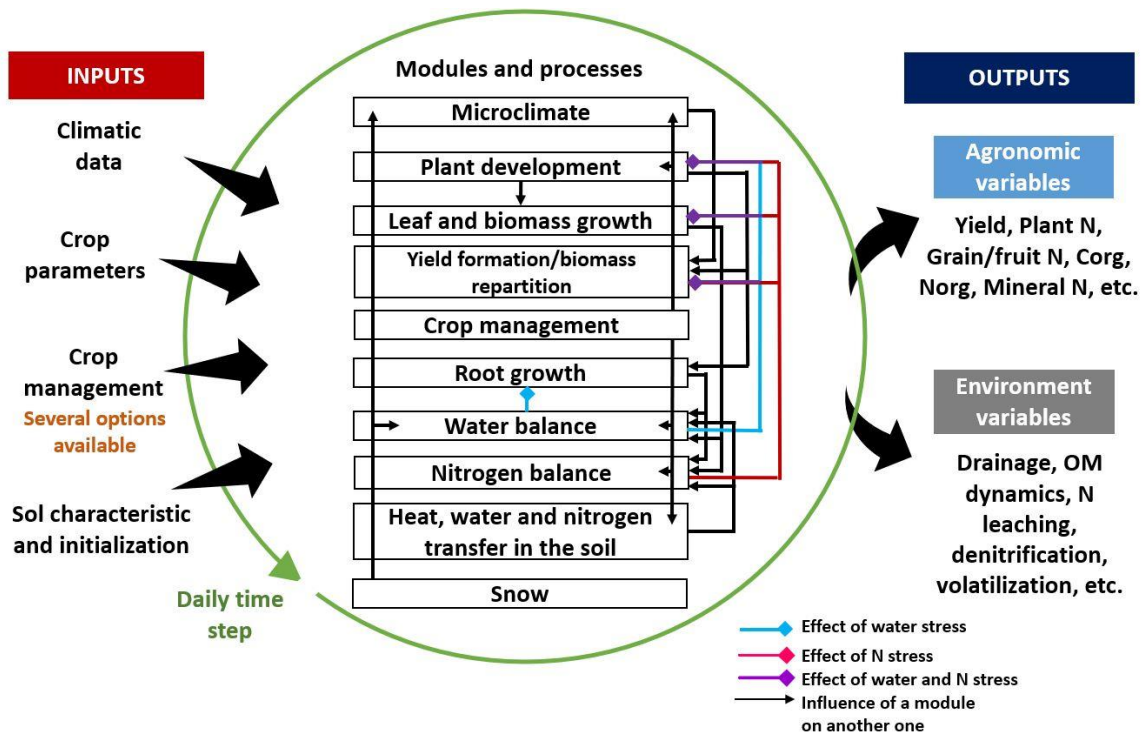 INPUTS
Climatic
data
Crop
parameters
Crop
management
Several options
available
Sol characteristic
and initialization
Daily time
step
Modules and processes
Microclimate
Plant development
Leaf and biomass growth
Yield formation/biomass
repartition
Crop management
Root growth
Water balance
Nitrogen balance
Heat, water and nitrogen
transfer in the soil
Snow
OUTPUTS
Agronomic
variables
Yield, Plant N,
Grain/fruit N, Corg,
Norg, Mineral N, etc.
Environment
variables
Drainage, OM
dynamics, N
leaching,
denitrification,
volatilization, etc.
Effect of water stress
Effect of N stress
Effect of water and N stress
Influence of a module
on another one